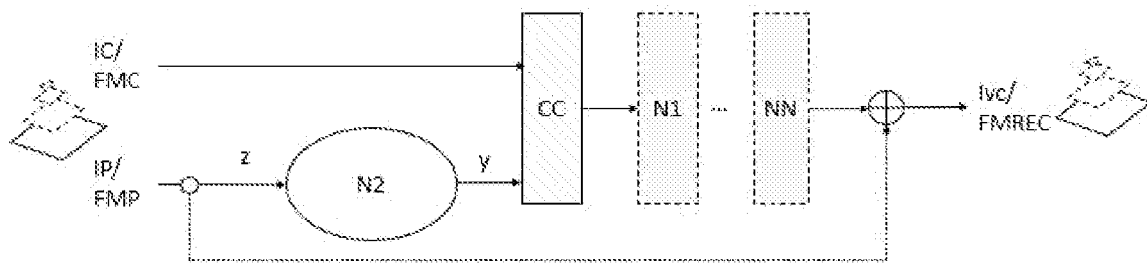 IC/
FMC
CC
N1
...
NN
Ivc/
FMREC
IP/
FMP
z
N2
y